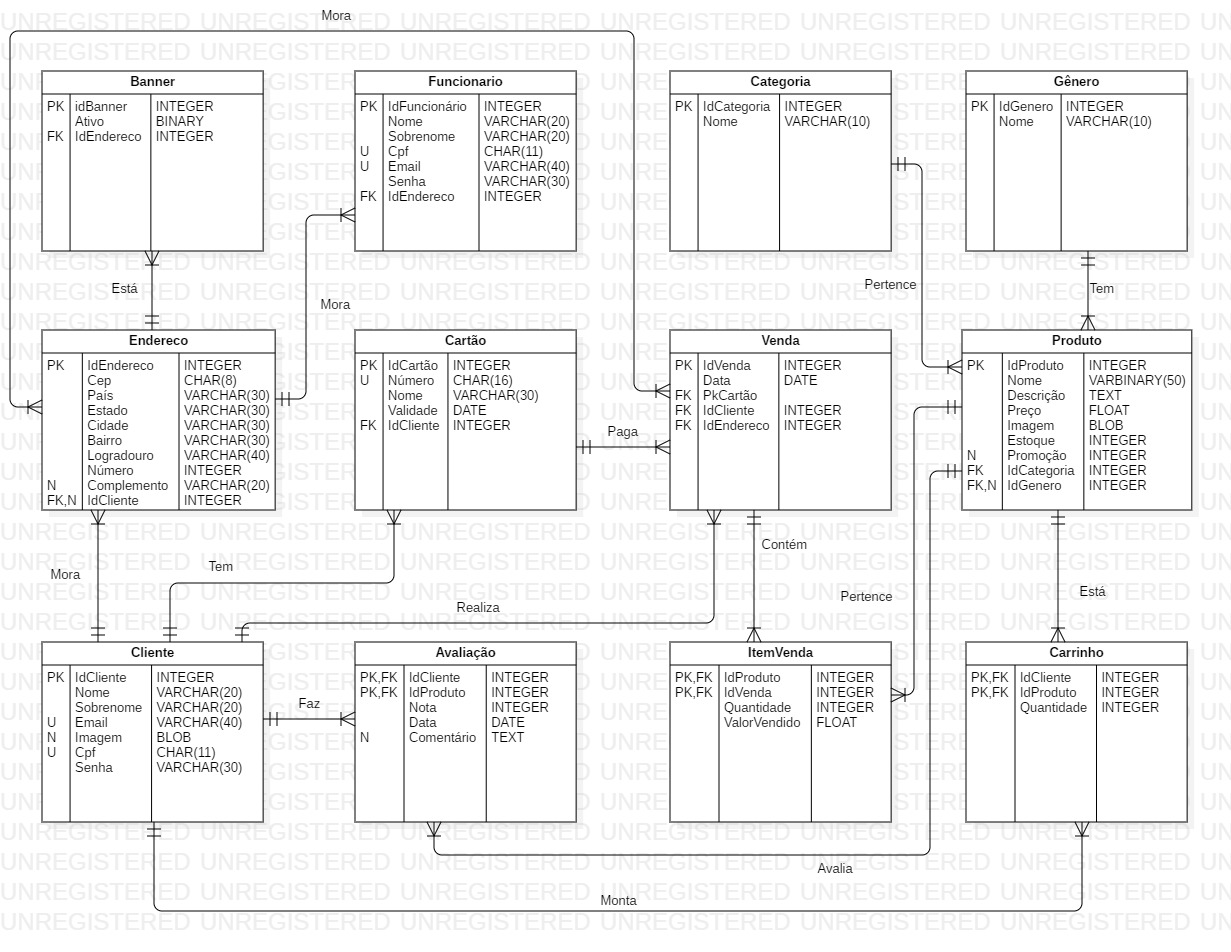 Mora
Banner
PK idBanner INTEGER
Ativo BINARY
FK IdEndereco INTEGER
Funcionario
PK IdFuncionário INTEGER
Nome VARCHAR(20)
Sobrenome VARCHAR(20)
U Cpf CHAR(11)
U Email VARCHAR(40)
Senha VARCHAR(30)
FK IdEndereco INTEGER
Categoria
PK IdCategoria INTEGER
Nome VARCHAR(10)
Gênero
PK IdGenero INTEGER
Nome VARCHAR(10)
Está
Mora
Pertence
Tem
Endereco
PK IdEndereco INTEGER
Cep CHAR(8)
País VARCHAR(30)
Estado VARCHAR(30)
Cidade VARCHAR(30)
Bairro VARCHAR(30)
Logradouro VARCHAR(40)
Número INTEGER
N Complemento VARCHAR(20)
FK,N IdCliente INTEGER
Cartão
PK IdCartão INTEGER
U Número CHAR(16)
Nome VARCHAR(30)
Validade DATE
FK IdCliente INTEGER
Paga
Venda
PK IdVenda INTEGER
Data DATE
FK PkCartão
FK IdCliente INTEGER
FK IdEndereco INTEGER
Produto
PK IdProduto INTEGER
Nome VARBINARY(50)
Descrição TEXT
Preço FLOAT
Imagem BLOB
Estoque INTEGER
N Promoção INTEGER
FK IdCategoria INTEGER
FK,N IdGenero INTEGER
Mora
Tem
Realiza
Contém
Pertence
Está
Cliente
PK IdCliente INTEGER
Nome VARCHAR(20)
Sobrenome VARCHAR(20)
U Email VARCHAR(40)
N Imagem BLOB
U Cpf CHAR(11)
Senha VARCHAR(30)
Faz
Avaliação
PK,FK IdCliente INTEGER
PK,FK IdProduto INTEGER
Nota INTEGER
Data DATE
N Comentário TEXT
ItemVenda
PK,FK IdProduto INTEGER
PK,FK IdVenda INTEGER
Quantidade INTEGER
ValorVendido FLOAT
Carrinho
PK,FK IdCliente INTEGER
PK,FK IdProduto INTEGER
Quantidade INTEGER
Avalia
Monta
UNREGISTERED